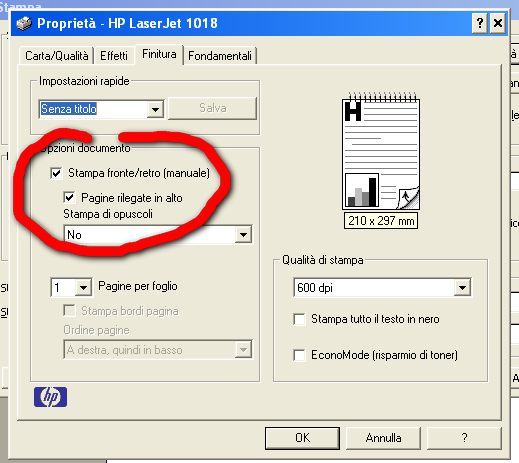 Stampa
Proprietà - HP LaserJet 1018
Carta/Qualità Effetti Finitura Fondamentali
Impostazioni rapide
Senza titolo Salva
Opzioni documento
Stampa fronte/retro (manuale)
Pagine rilegate in alto
Stampa di opuscoli
No
1 Pagine per foglio
Stampa bordi pagina
Ordine pagine
A destra, quindi in basso
H
210 x 297 mm
Qualità di stampa
600 dpi
Stampa tutto il testo in nero
EconoMode (risparmio di toner)
hp
OK Annulla ?